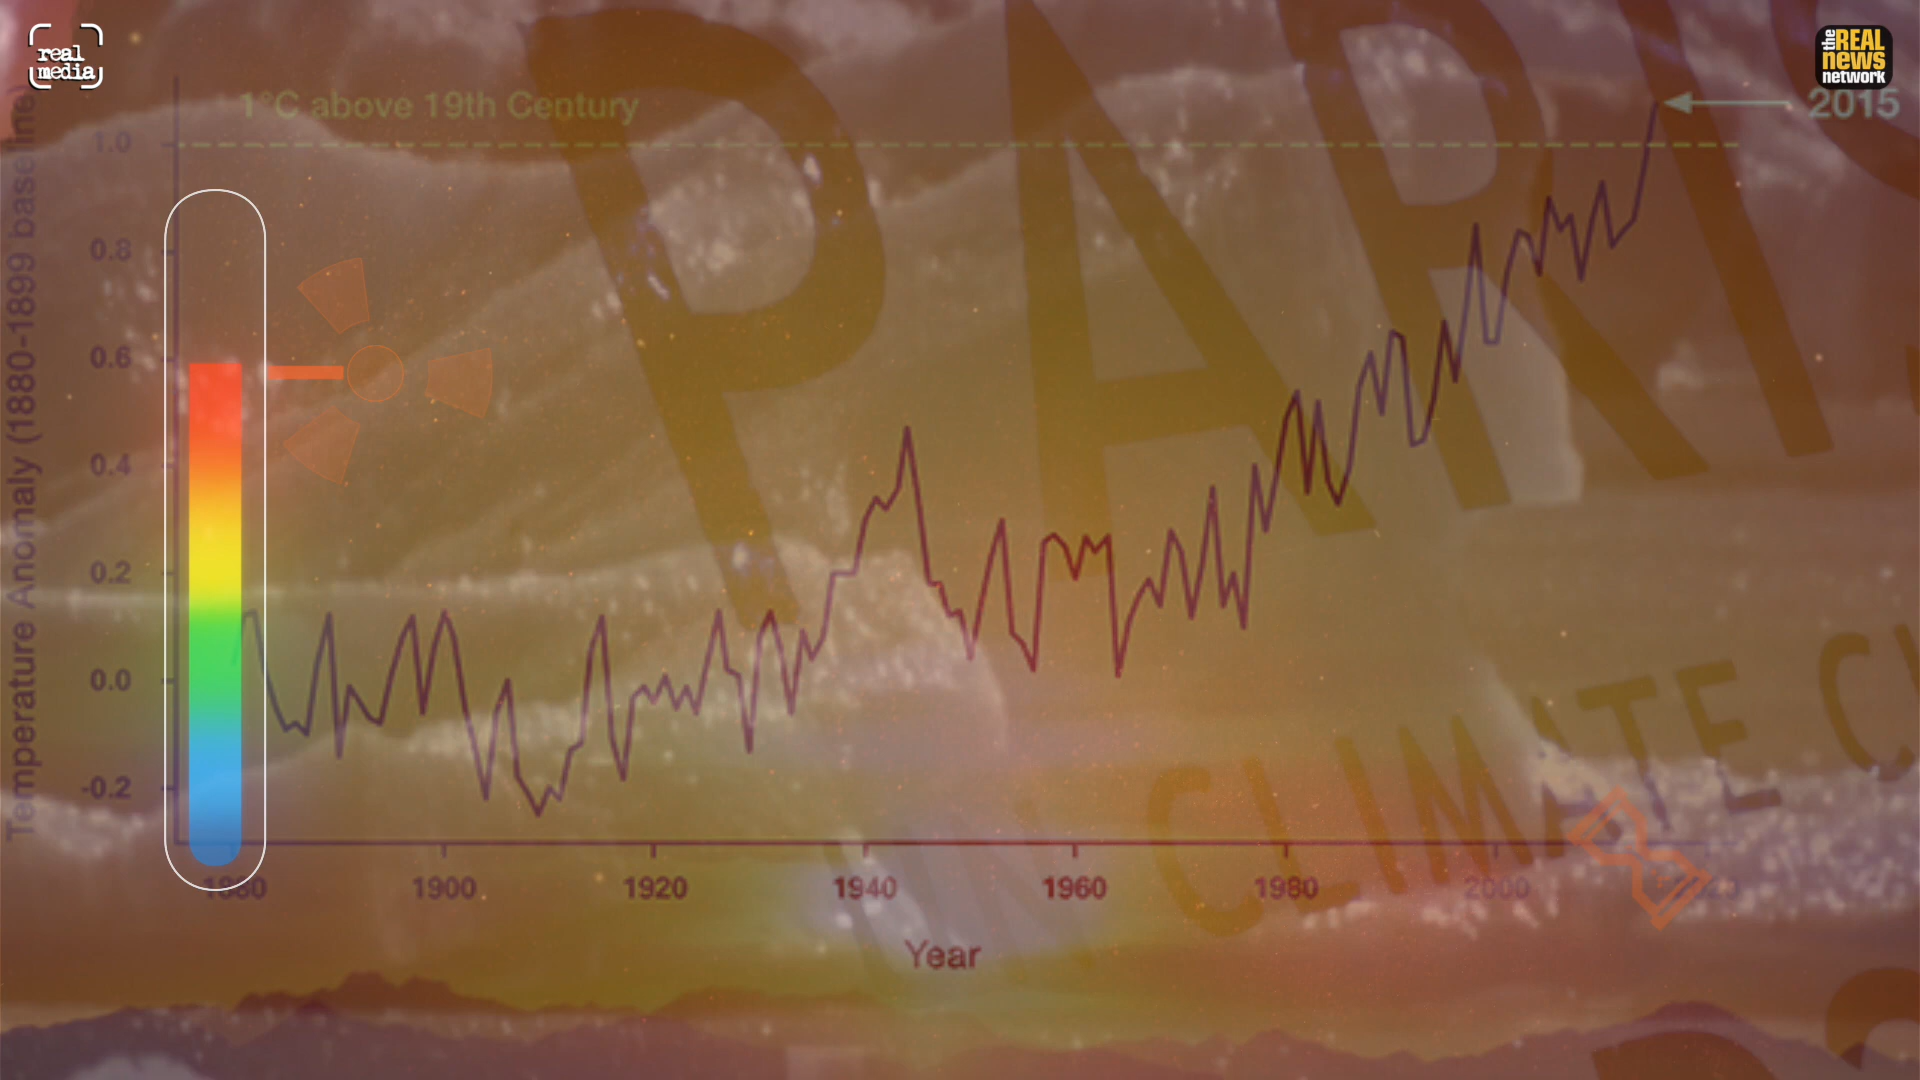 real
media
the
REAL
news
network
PARIS
1°C above 19th Century
2015
Temperature Anomaly (1880-1899 baseline)
1.0
0.8
0.6
0.4
0.2
0.0
-0.2
CLIMATE
1880 1900 1920 1940 1960 1980 2000
Year